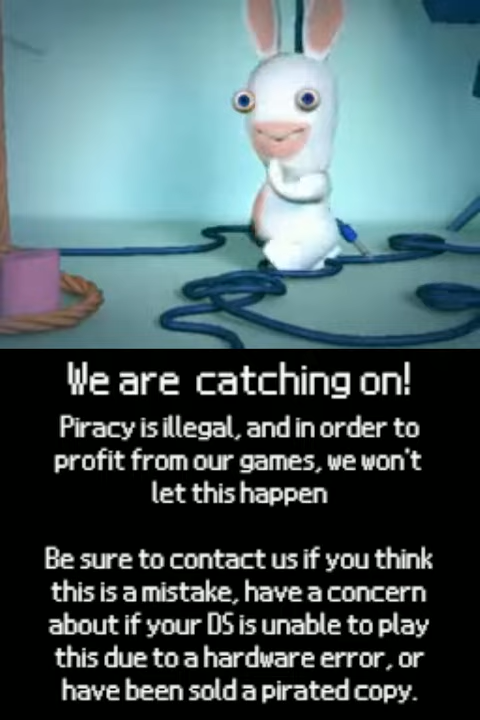 We are catching on!
Piracy is illegal, and in order to
profit from our games, we won't
let this happen
Be sure to contact us if you think
this is a mistake, have a concern
about if your DS is unable to play
this due to a hardware error, or
have been sold a pirated copy.